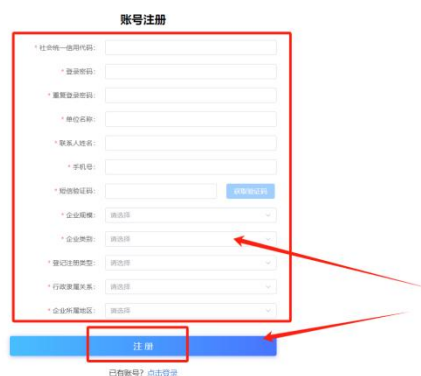 账号注册
* 社会统一信用代码：
* 登录密码：
* 重复登录密码：
* 单位名称：
* 联系人姓名：
* 手机号：
* 短信验证码： 获取验证码
* 企业规模： 请选择
* 企业类别： 请选择
* 登记注册类型： 请选择
* 行政隶属关系： 请选择
* 企业所属地区： 请选择
注 册
已有账号？点击登录